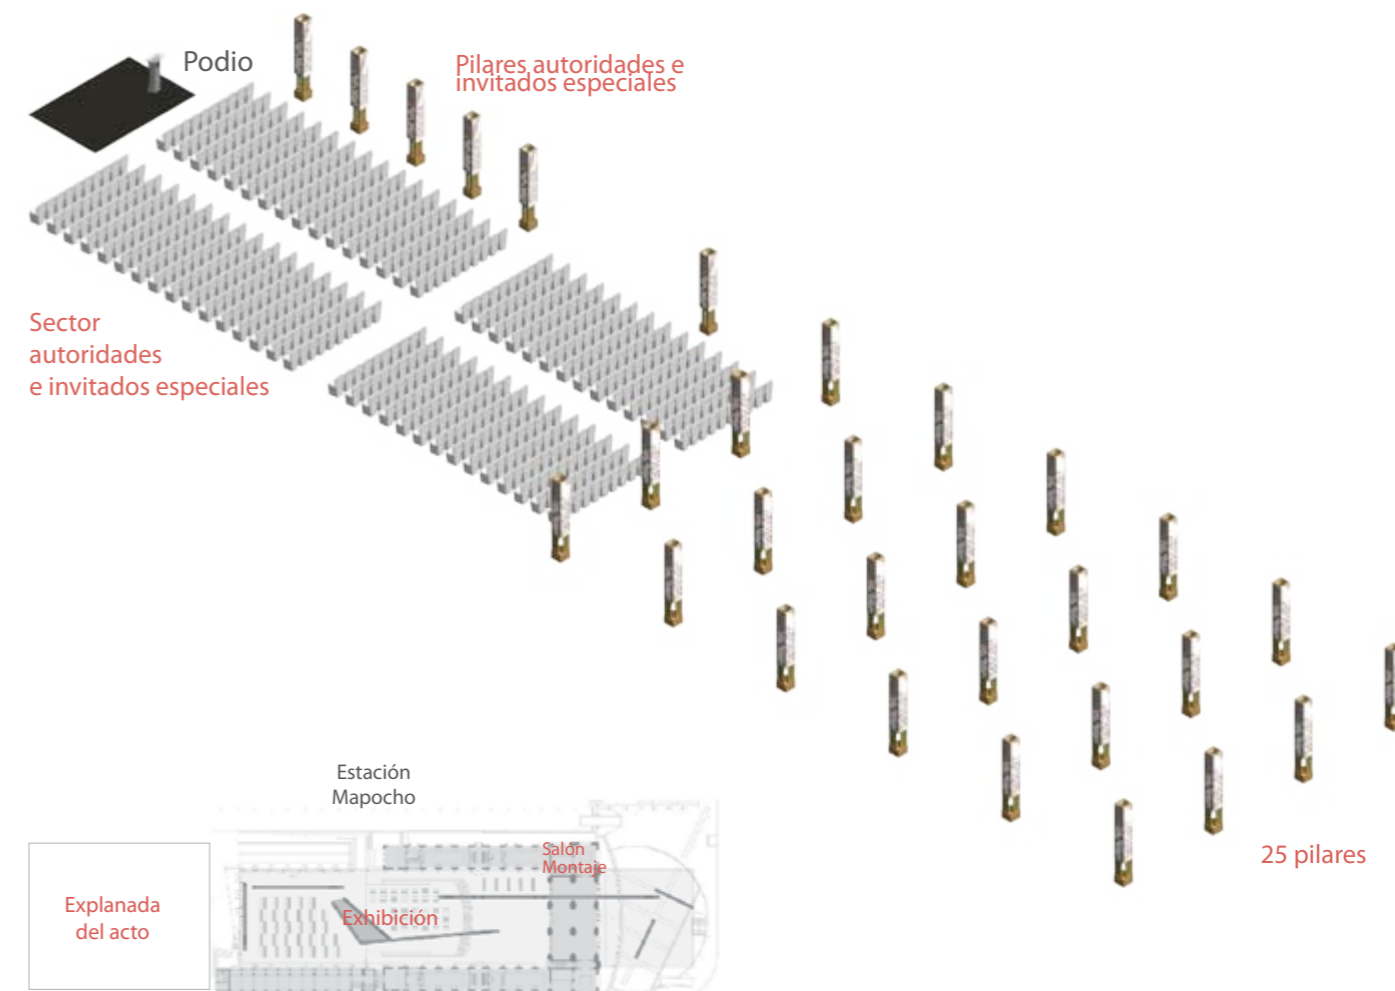 Podio
Pilares autoridades e
invitados especiales
Sector
autoridades
e invitados especiales
Estación
Mapocho
Salón
Montaje
Explanada
del acto
Exhibición
25 pilares